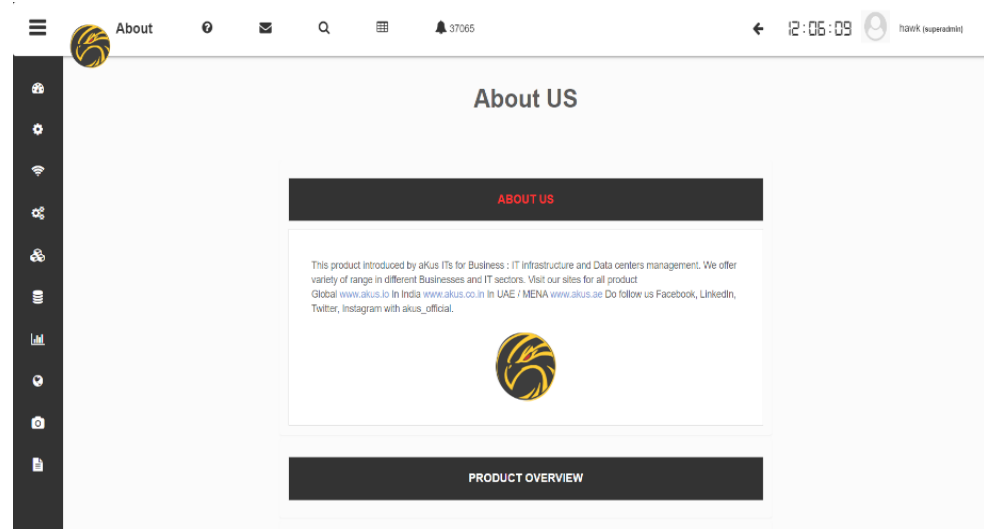 About
37065
12:06:09
hawk (superadmin)
About US
ABOUT US
This product introduced by aKus ITs for Business : IT infrastructure and Data centers management. We offer
variety of range in different Businesses and IT sectors. Visit our sites for all product
Global www.akus.io In India www.akus.co.in In UAE / MENA www.akus.ae Do follow us Facebook, LinkedIn,
Twitter, Instagram with akus_official.
PRODUCT OVERVIEW